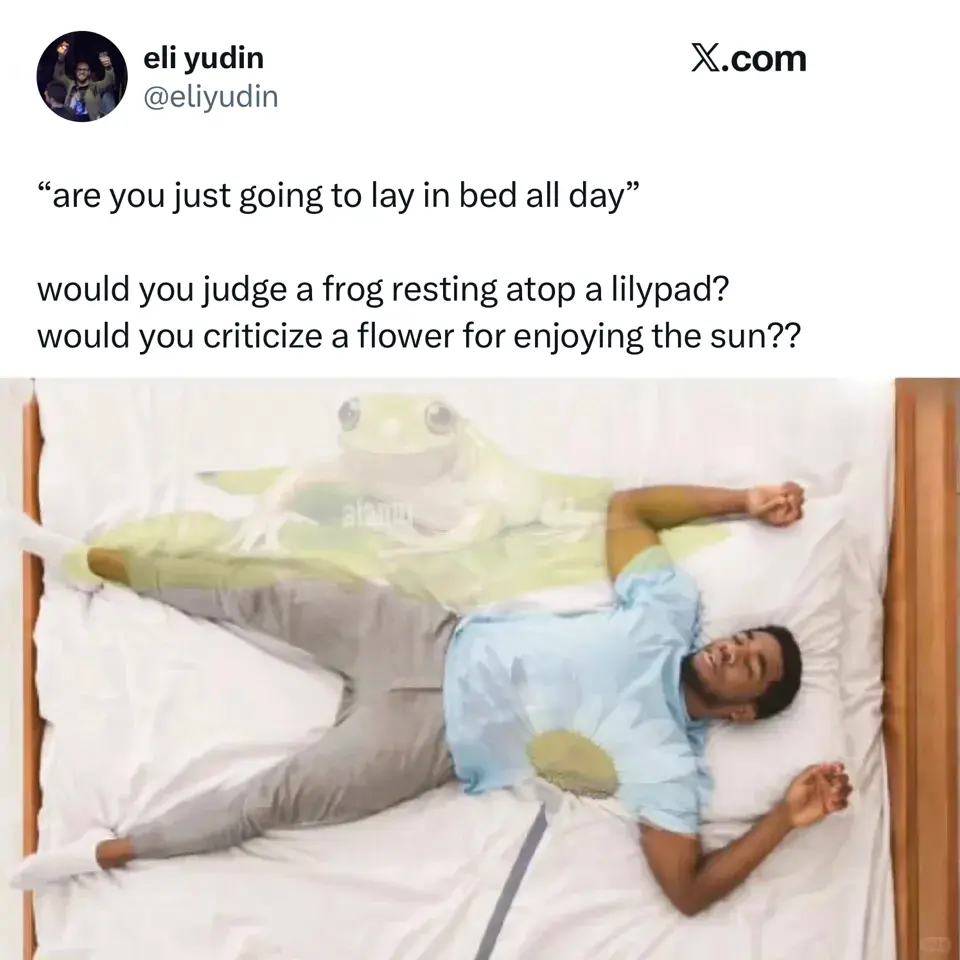 eli yudin
𝕏.com
@eliyudin
“are you just going to lay in bed all day”
would you judge a frog resting atop a lilypad?
would you criticize a flower for enjoying the sun??
alamy